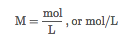 M = mol/L, or mol/L